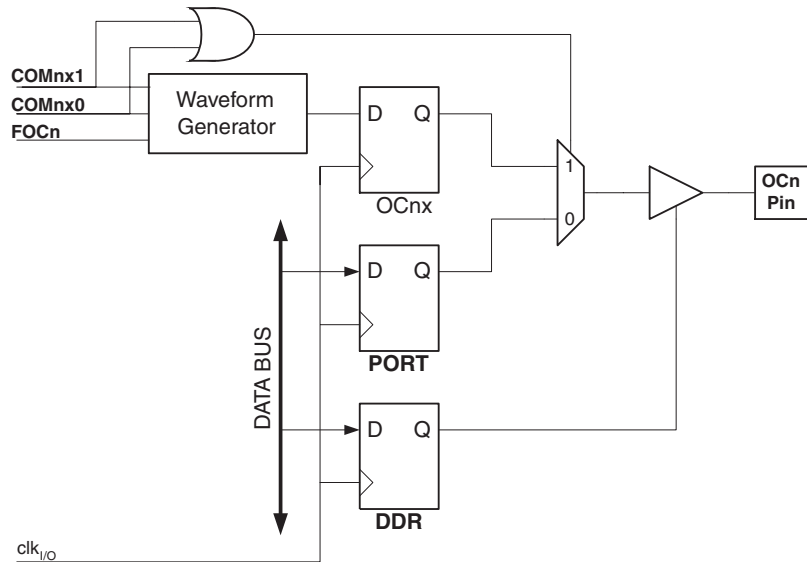 COMnx1
COMnx0
FOCn
Waveform
Generator
D Q
OCnx
1
0
OCn
Pin
D Q
PORT
D Q
DDR
DATA BUS
clkI/O